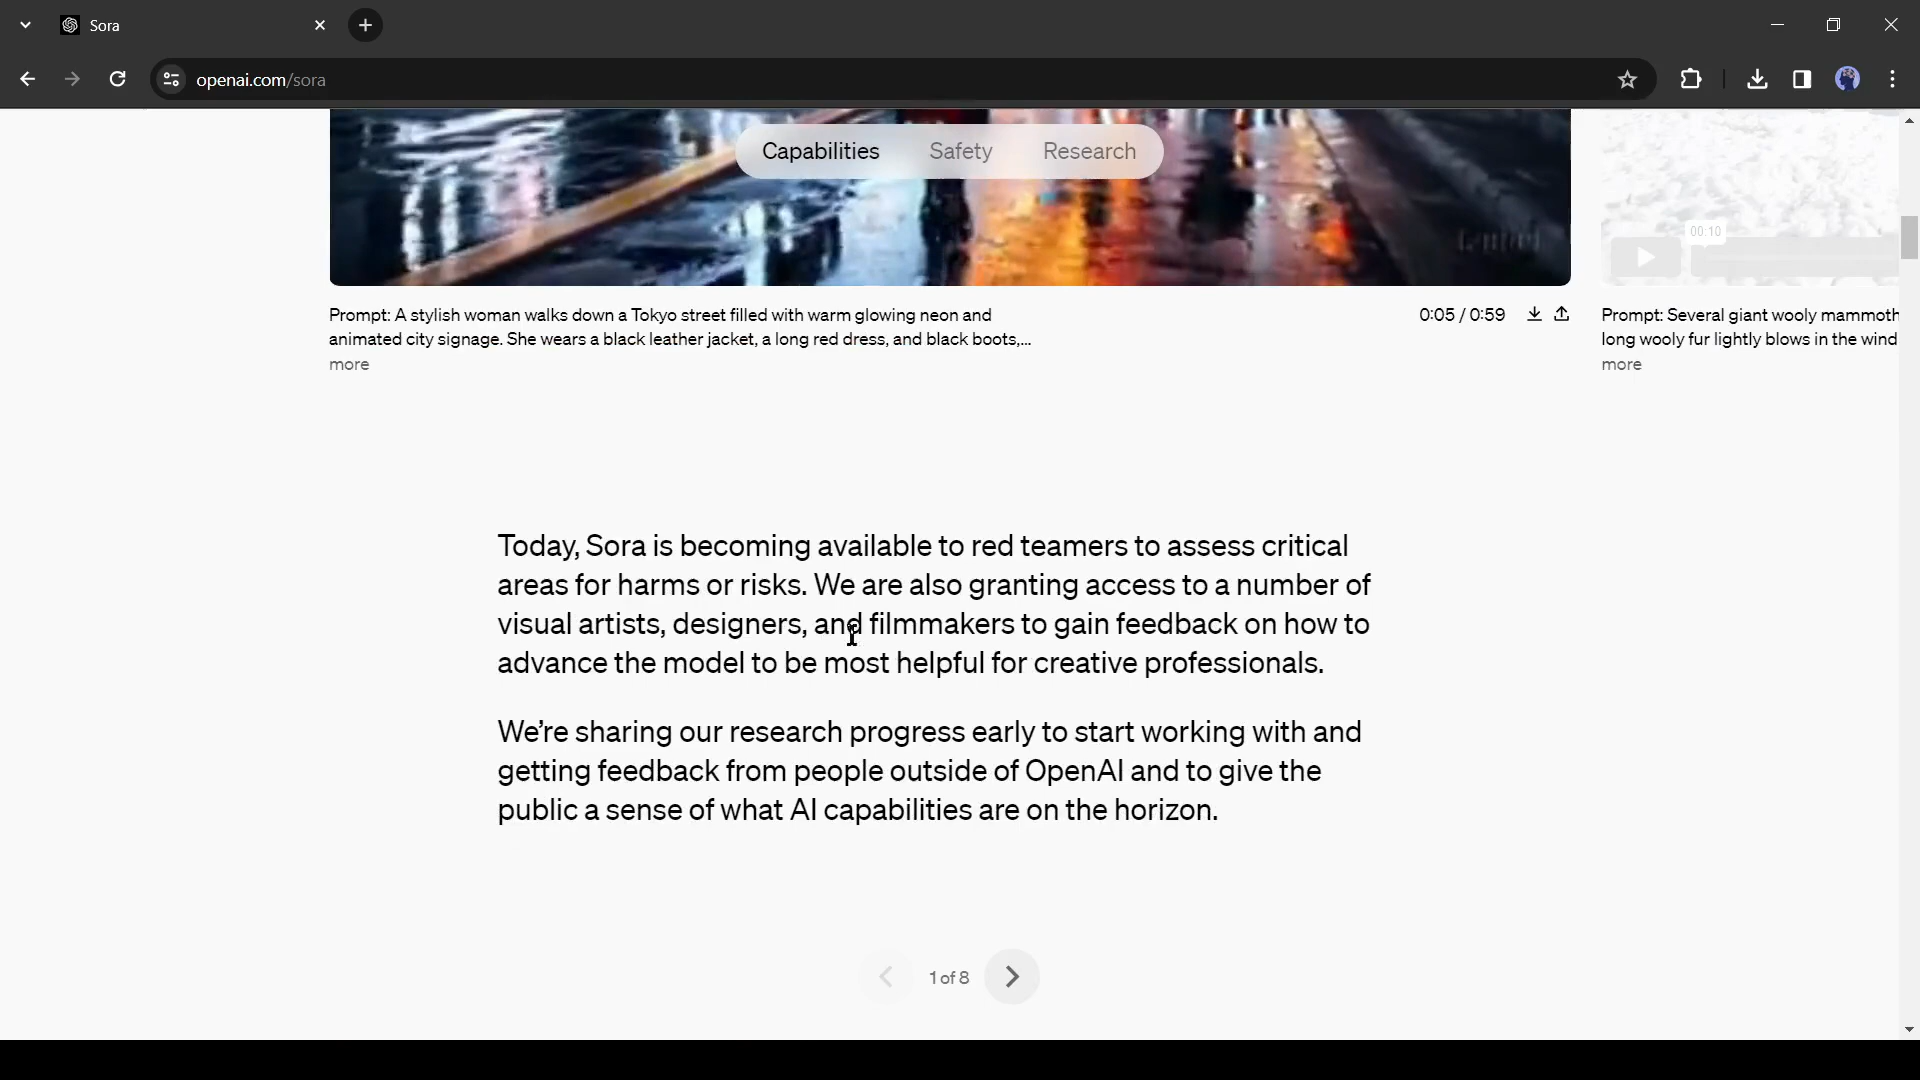 Sora
openai.com/sora
Capabilities Safety Research
00:10
Prompt: A stylish woman walks down a Tokyo street filled with warm glowing neon and
animated city signage. She wears a black leather jacket, a long red dress, and black boots,...
more
0:05 / 0:59
Prompt: Several giant wooly mammoth
long wooly fur lightly blows in the wind
more
Today, Sora is becoming available to red teamers to assess critical
areas for harms or risks. We are also granting access to a number of
visual artists, designers, and filmmakers to gain feedback on how to
advance the model to be most helpful for creative professionals.
We’re sharing our research progress early to start working with and
getting feedback from people outside of OpenAI and to give the
public a sense of what AI capabilities are on the horizon.
1 of 8